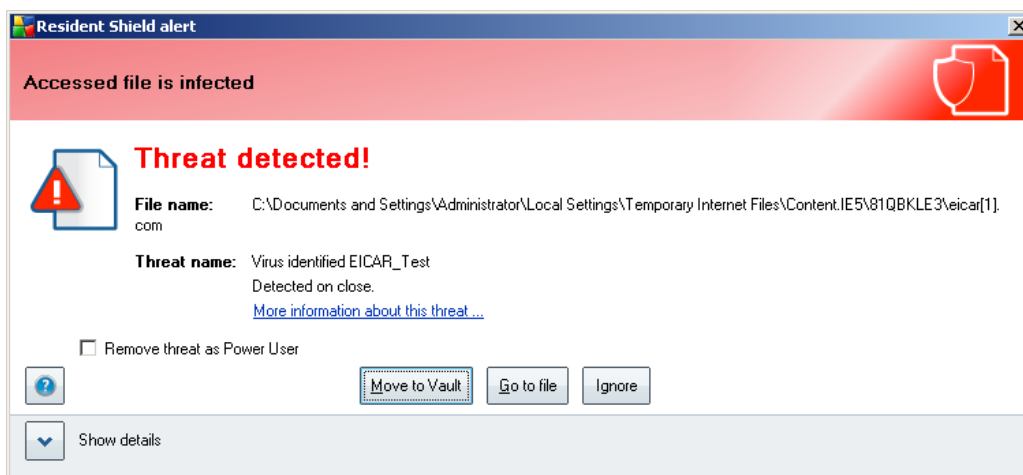 Resident Shield alert
Accessed file is infected
Threat detected!
File name: C:\Documents and Settings\Administrator\Local Settings\Temporary Internet Files\Content.IE5\81QBKLE3\eicar[1].
com
Threat name: Virus identified EICAR_Test
Detected on close.
More information about this threat ...
Remove threat as Power User
? Move to Vault Go to file Ignore
Show details